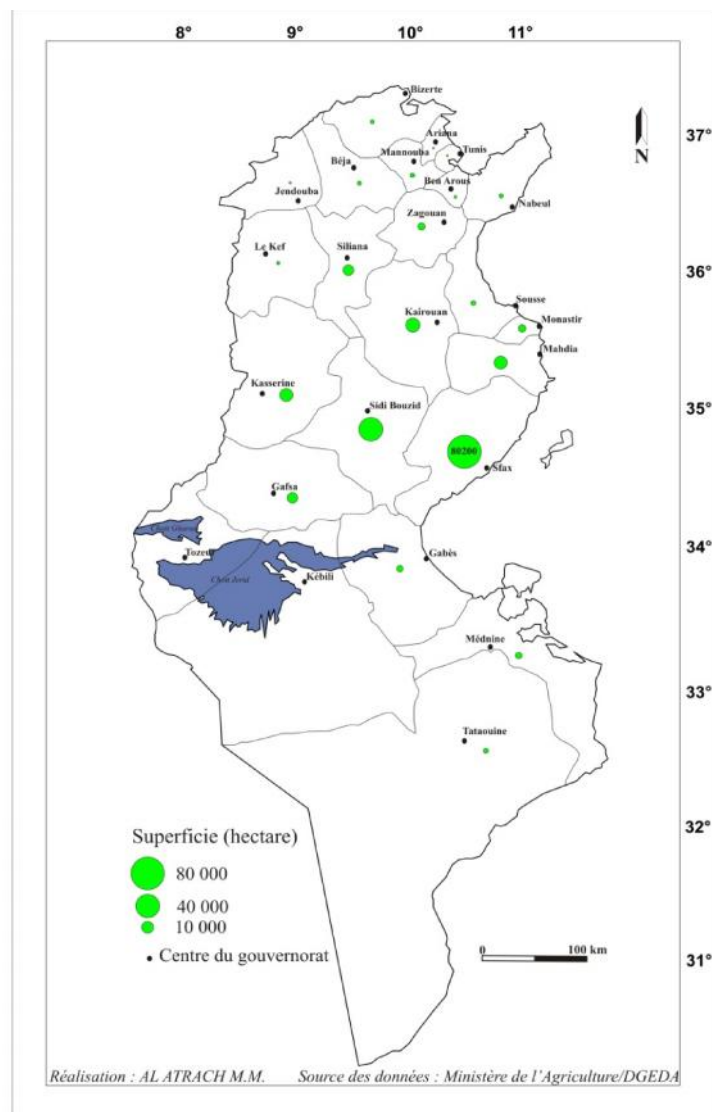 8° 9° 10° 11°
Bizerte
37°
Ariana
Tunis
Mannouba
Béja
N
Ben Arous
Jendouba
Nabeul
Zagouan
Le Kef
Siliana
36°
Sousse
Kairouan
Monastir
Mahdia
Kasserine
Sidi Bouzid
35°
80200
Sfax
Gafsa
Chott Gharsa
34°
Tozeur
Gabès
Chott Jerid
Kébili
Médnine
33°
Tataouine
32°
Superficie (hectare)
80 000
40 000
10 000
Centre du gouvernorat
0 100 km
31°
Réalisation : AL ATRACH M.M. Source des données : Ministère de l'Agriculture/DGEDA